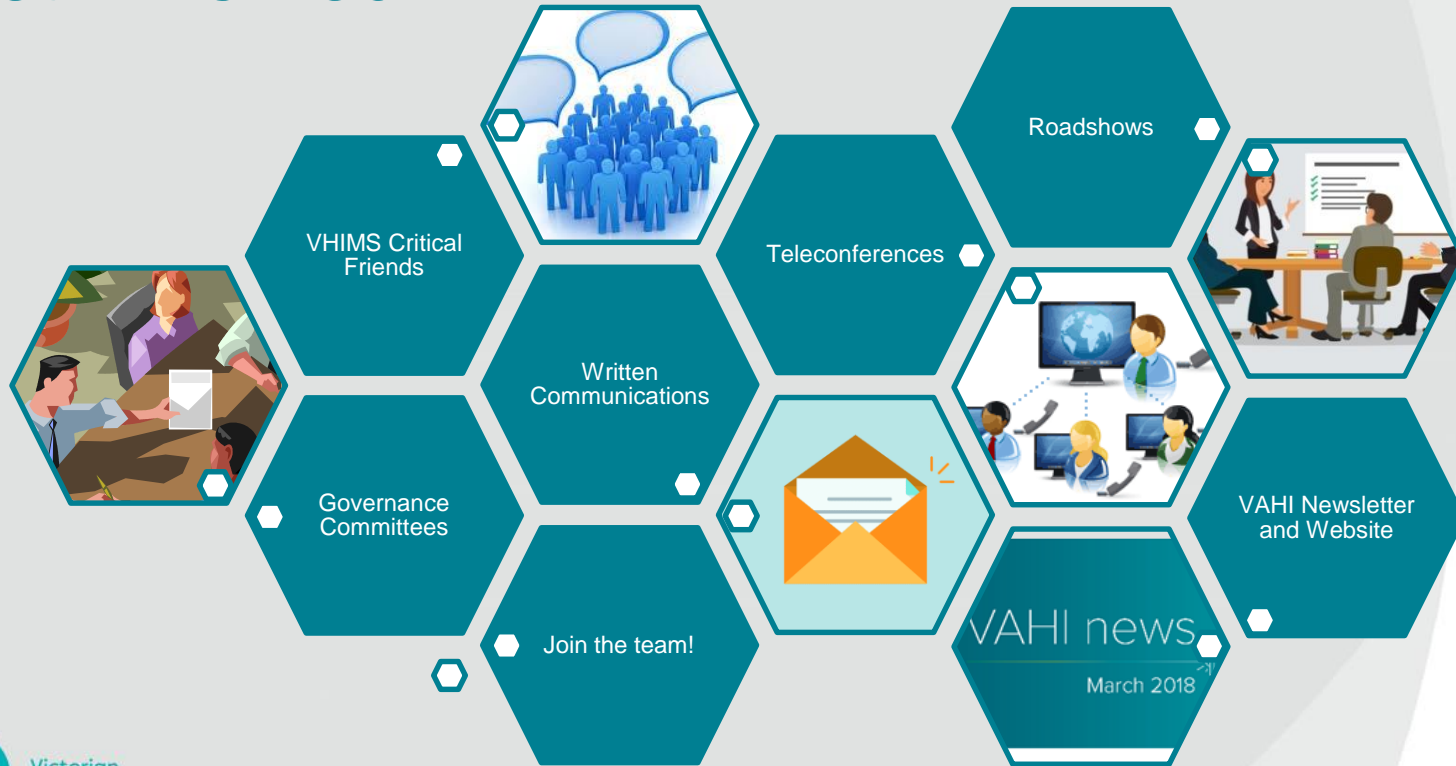 Roadshows
VHIMS Critical
Friends
Teleconferences
Written
Communications
Governance
Committees
VAHI Newsletter
and Website
Join the team!
VAHI news
March 2018